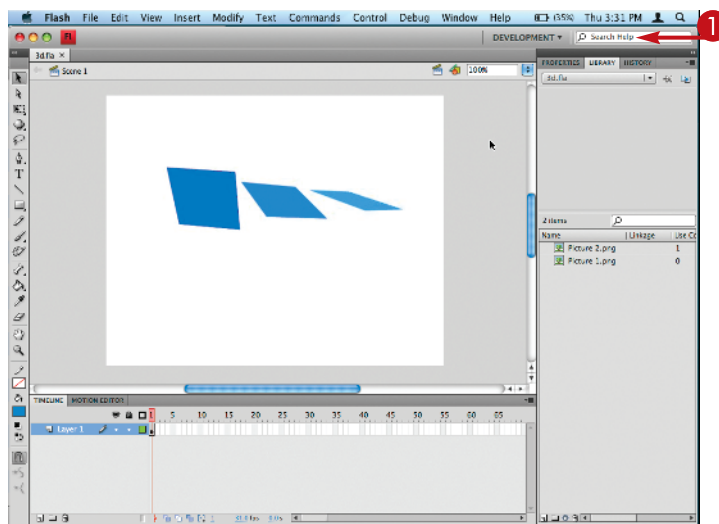 Flash File Edit View Insert Modify Text Commands Control Debug Window Help (35%) Thu 3:31 PM
DEVELOPMENT Search Help
1
3d.fla ×
Scene 1 100%
PROPERTIES LIBRARY HISTORY
3d.fla
2 items
Name Linkage Use Co
Picture 2.png 1
Picture 1.png 0
TIMELINE MOTION EDITOR
1 5 10 15 20 25 30 35 40 45 50 55 60 65
Layer 1
1 fps